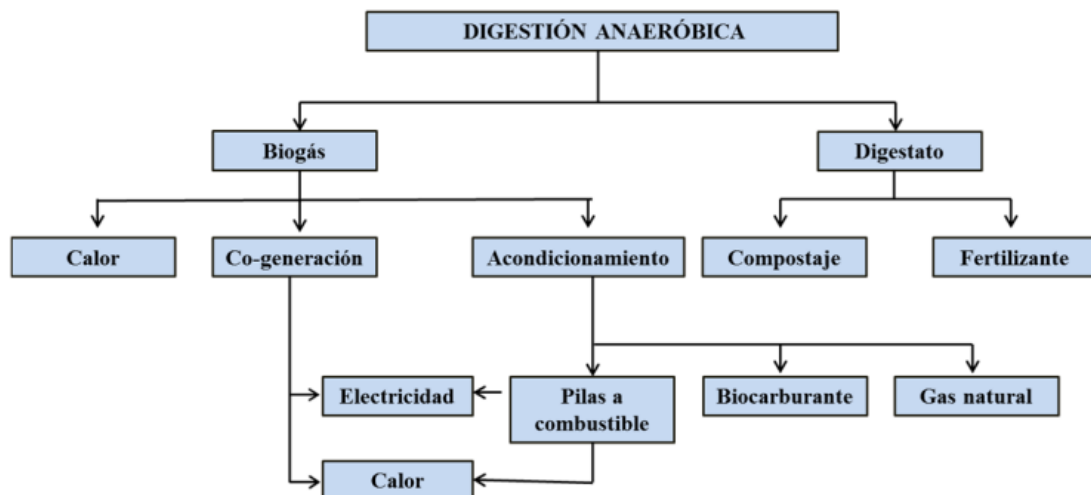 DIGESTIÓN ANAERÓBICA
Biogás
Digestato
Calor
Co-generación
Acondicionamiento
Compostaje
Fertilizante
Electricidad
Pilas a
combustible
Biocarburante
Gas natural
Calor